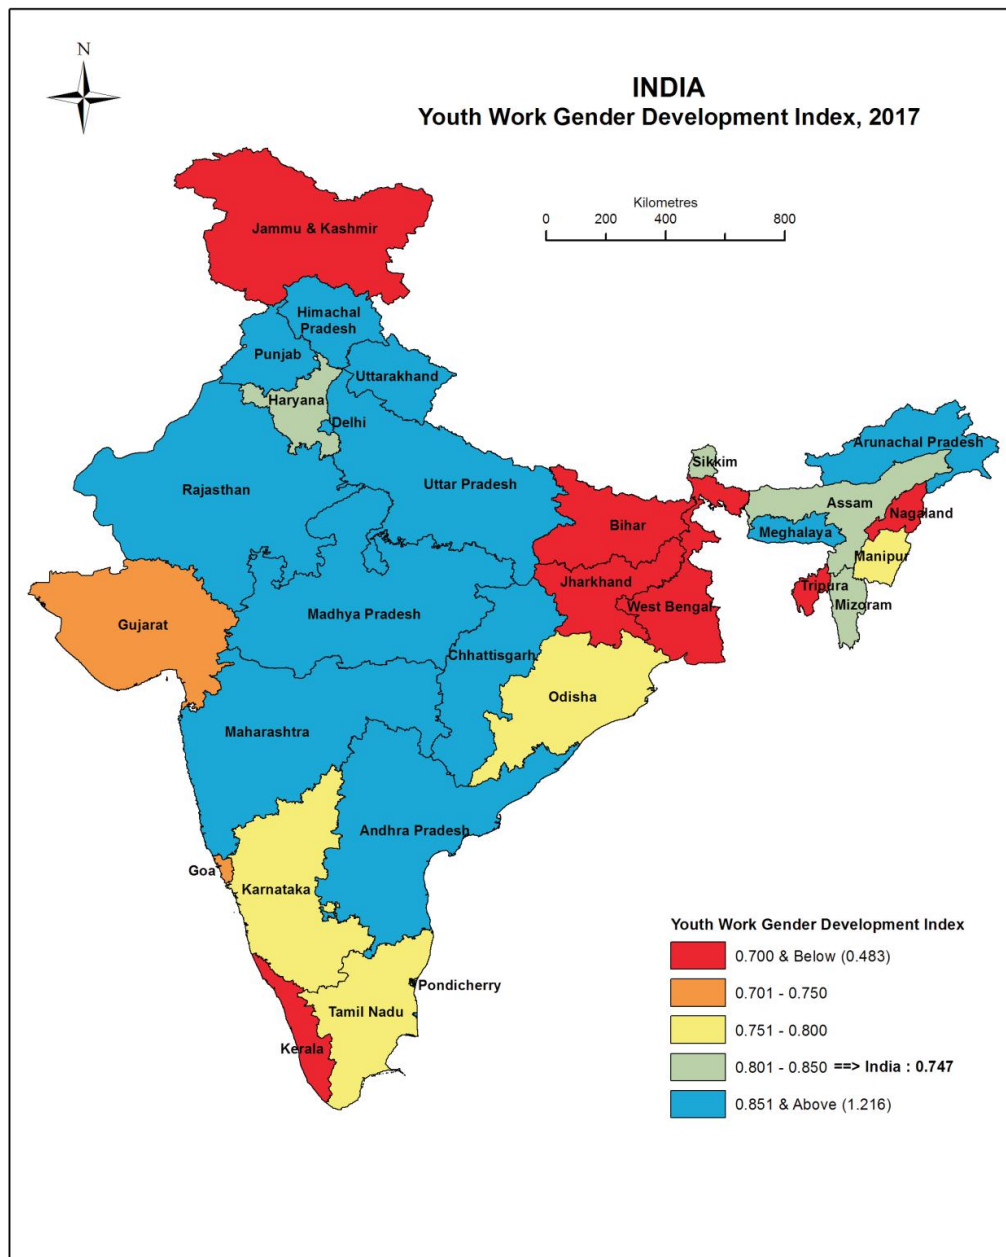 N
INDIA
Youth Work Gender Development Index, 2017
Kilometres
0 200 400 800
Jammu & Kashmir
Himachal
Pradesh
Punjab
Uttarakhand
Haryana
Delhi
Arunachal Pradesh
Sikkim
Rajasthan
Uttar Pradesh
Assam
Nagaland
Bihar
Meghalaya
Manipur
Jharkhand
Tripura
West Bengal
Mizoram
Gujarat
Madhya Pradesh
Chhattisgarh
Odisha
Maharashtra
Andhra Pradesh
Goa
Karnataka
Pondicherry
Tamil Nadu
Kerala
Youth Work Gender Development Index
0.700 & Below (0.483)
0.701 - 0.750
0.751 - 0.800
0.801 - 0.850 ==> India : 0.747
0.851 & Above (1.216)